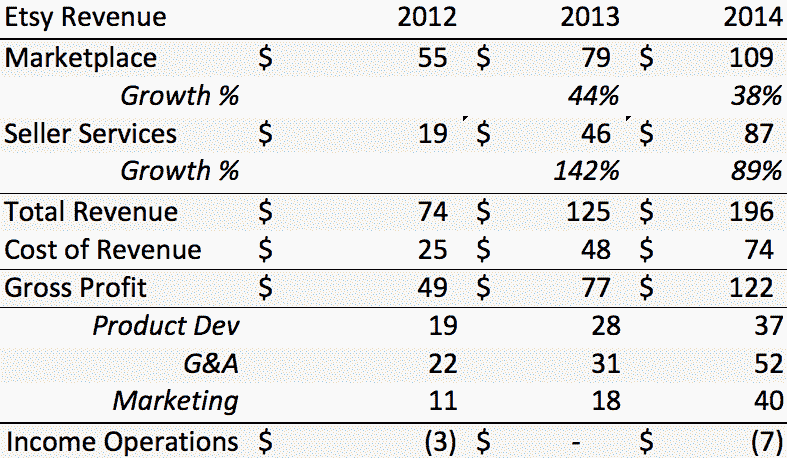 Etsy Revenue 2012 2013 2014
Marketplace $ 55 $ 79 $ 109
Growth % 44% 38%
Seller Services $ 19 $ 46 $ 87
Growth % 142% 89%
Total Revenue $ 74 $ 125 $ 196
Cost of Revenue $ 25 $ 48 $ 74
Gross Profit $ 49 $ 77 $ 122
Product Dev 19 28 37
G&A 22 31 52
Marketing 11 18 40
Income Operations $ (3) $ - $ (7)